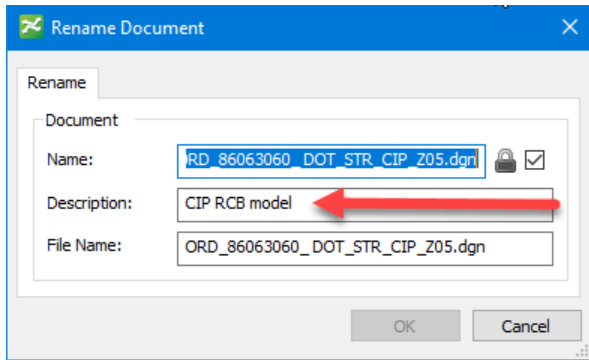 Rename Document
Rename
Document
Name: RD_86063060_ DOT_STR_CIP_Z05.dgn
Description: CIP RCB model
File Name: ORD_86063060_ DOT_STR_CIP_Z05.dgn
OK Cancel